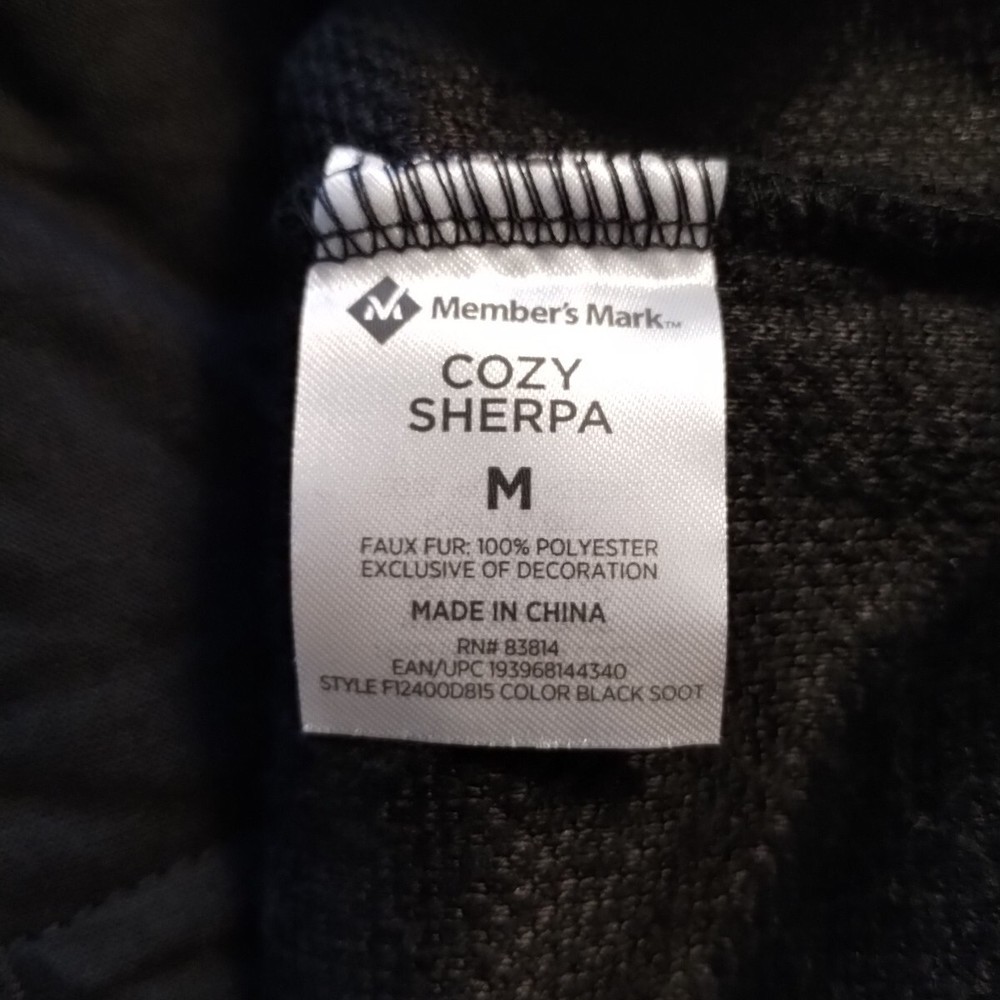 Member's Mark™
COZY
SHERPA
M
FAUX FUR: 100% POLYESTER
EXCLUSIVE OF DECORATION
MADE IN CHINA
RN# 83814
EAN/UPC 193968144340
STYLE F12400D815 COLOR BLACK SOOT